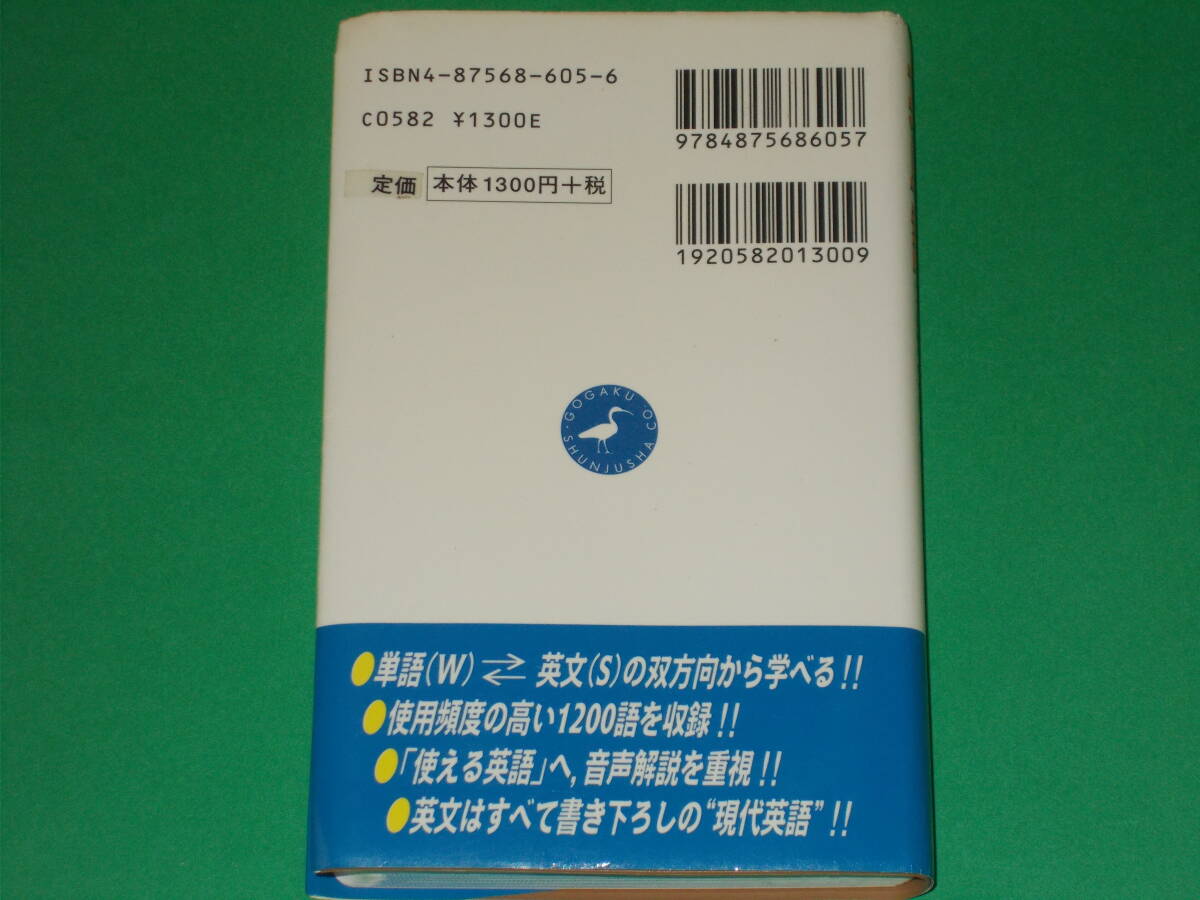 ISBN4-87568-605-6
C0582 ¥1300E
定価 本体1300円+税
9784875686057
1920582013009
GOGAKU SHUNJUSHA CO.
●単語(W) ⇄ 英文(S)の双方向から学べる!!
●使用頻度の高い1200語を収録!!
●「使える英語」へ,音声解説を重視!!
●英文はすべて書き下ろしの“現代英語”!!